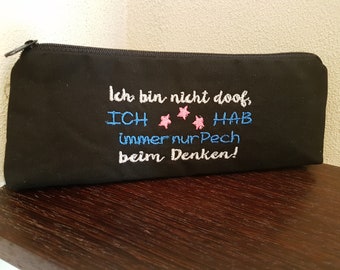 Ich bin nicht doof,
ICH HAB
immer nur Pech
beim Denken!